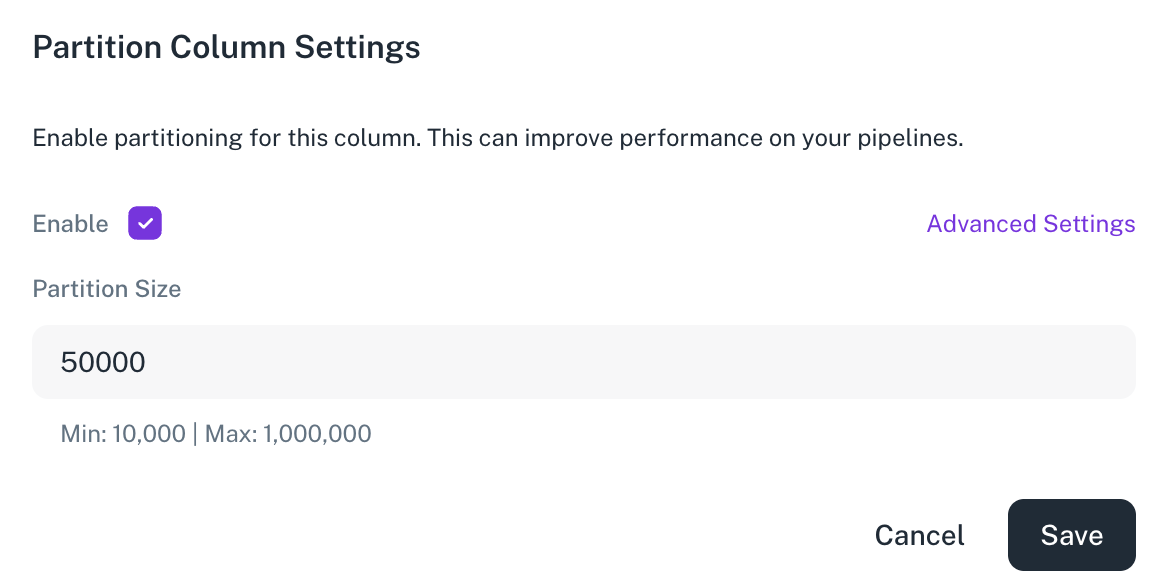 Partition Column Settings
Enable partitioning for this column. This can improve performance on your pipelines.
Enable Advanced Settings
Partition Size
50000
Min: 10,000 | Max: 1,000,000
Cancel Save